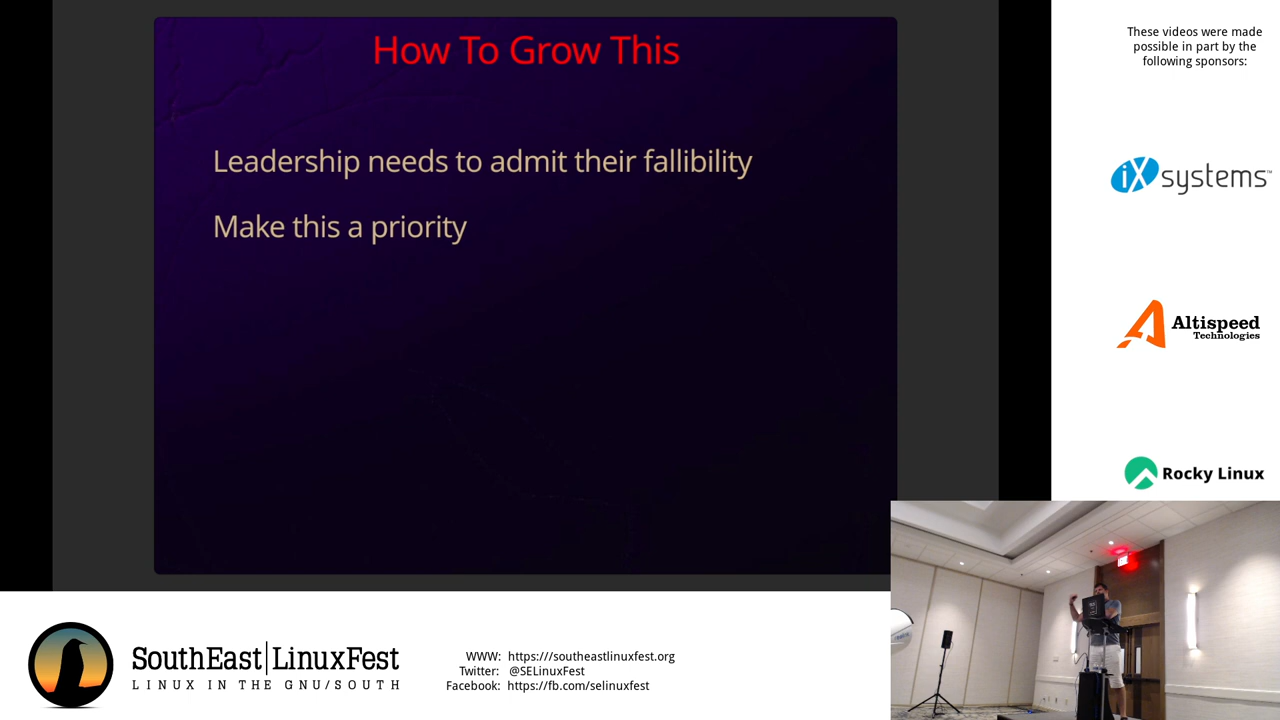 How To Grow This
Leadership needs to admit their fallibility
Make this a priority
These videos were made
possible in part by the
following sponsors:
iXsystems™
Altispeed
Technologies
Rocky Linux
SouthEast|LinuxFest
LINUX IN THE GNU/SOUTH
WWW: https:///southeastlinuxfest.org
Twitter: @SELinuxFest
Facebook: https://fb.com/selinuxfest